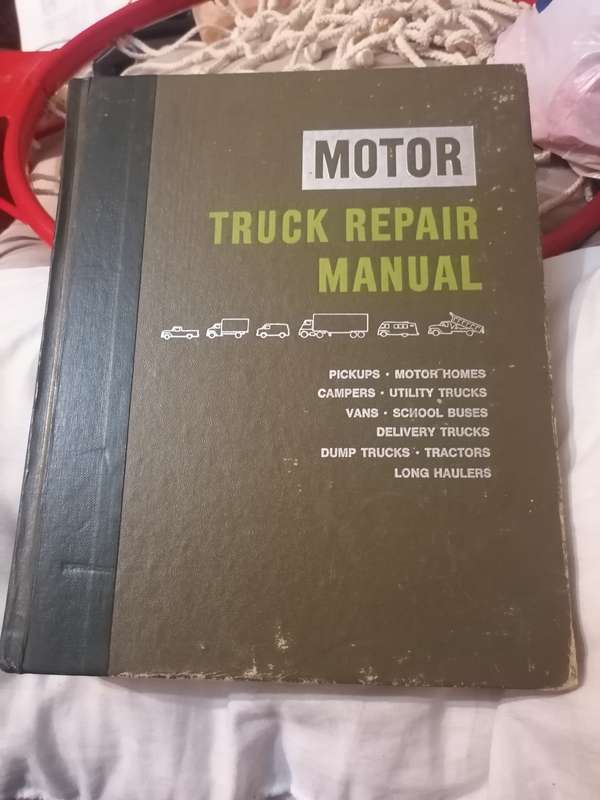 MOTOR
TRUCK REPAIR
MANUAL
PICKUPS • MOTOR HOMES
CAMPERS • UTILITY TRUCKS
VANS • SCHOOL BUSES
DELIVERY TRUCKS
DUMP TRUCKS • TRACTORS
LONG HAULERS